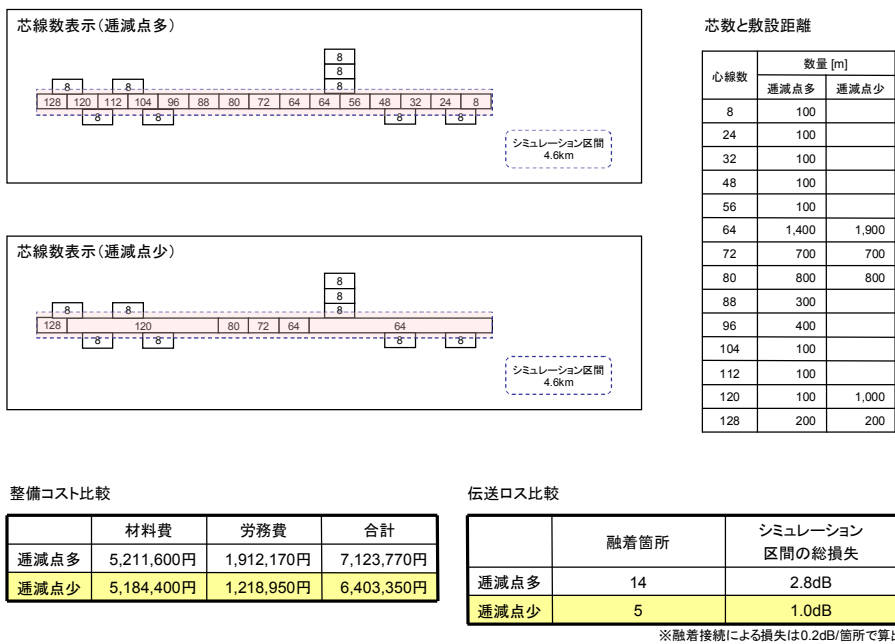 芯線数表示(逓減点多)
8
8
8
8 8
128 120 112 104 96 88 80 72 64 64 56 48 32 24 8
8 8 8 8
シミュレーション区間
4.6km
芯線数表示(逓減点少)
8
8
8
8 8
128 120 80 72 64 64
8 8 8 8
シミュレーション区間
4.6km
芯数と敷設距離
心線数 数量 [m]
逓減点多 逓減点少
8 100
24 100
32 100
48 100
56 100
64 1,400 1,900
72 700 700
80 800 800
88 300
96 400
104 100
112 100
120 100 1,000
128 200 200
整備コスト比較
材料費 労務費 合計
逓減点多 5,211,600円 1,912,170円 7,123,770円
逓減点少 5,184,400円 1,218,950円 6,403,350円
伝送ロス比較
融着箇所 シミュレーション
区間の総損失
逓減点多 14 2.8dB
逓減点少 5 1.0dB
※融着接続による損失は0.2dB/箇所で算